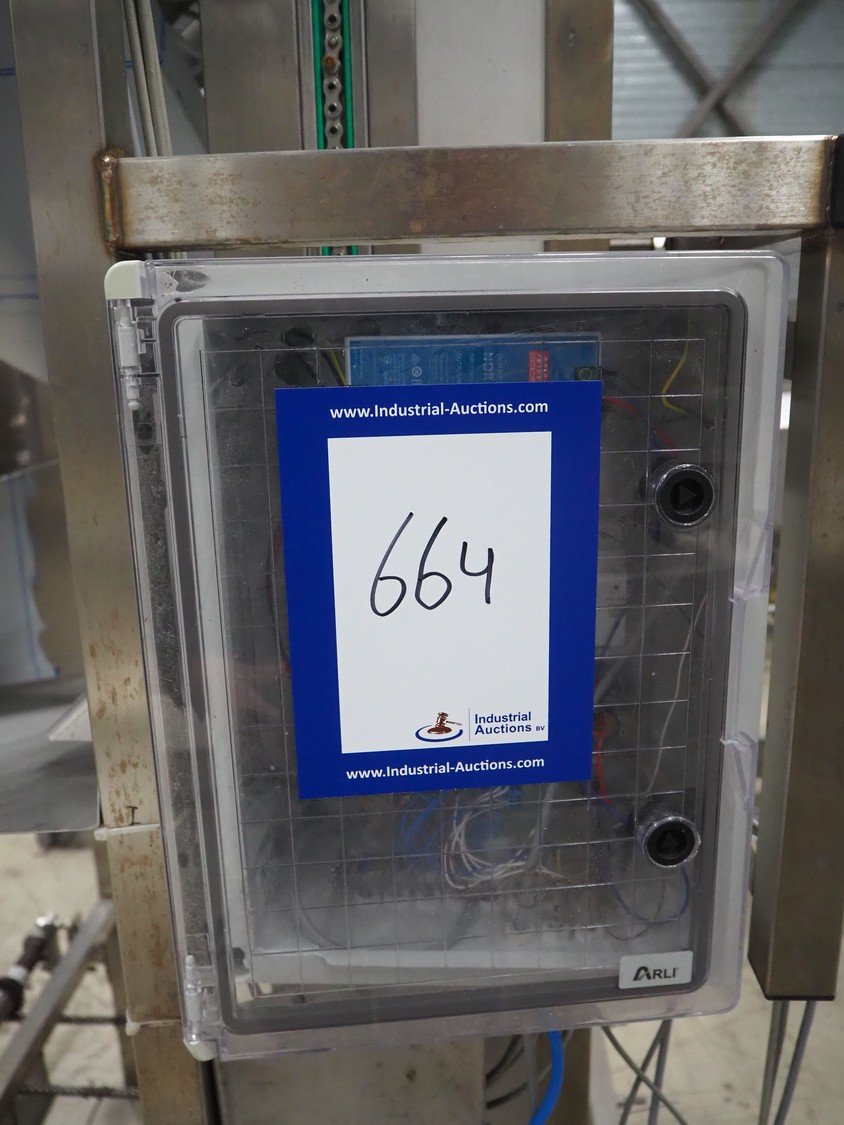 www.Industrial-Auctions.com
664
Industrial
Auctions BV
www.Industrial-Auctions.com
ARLI